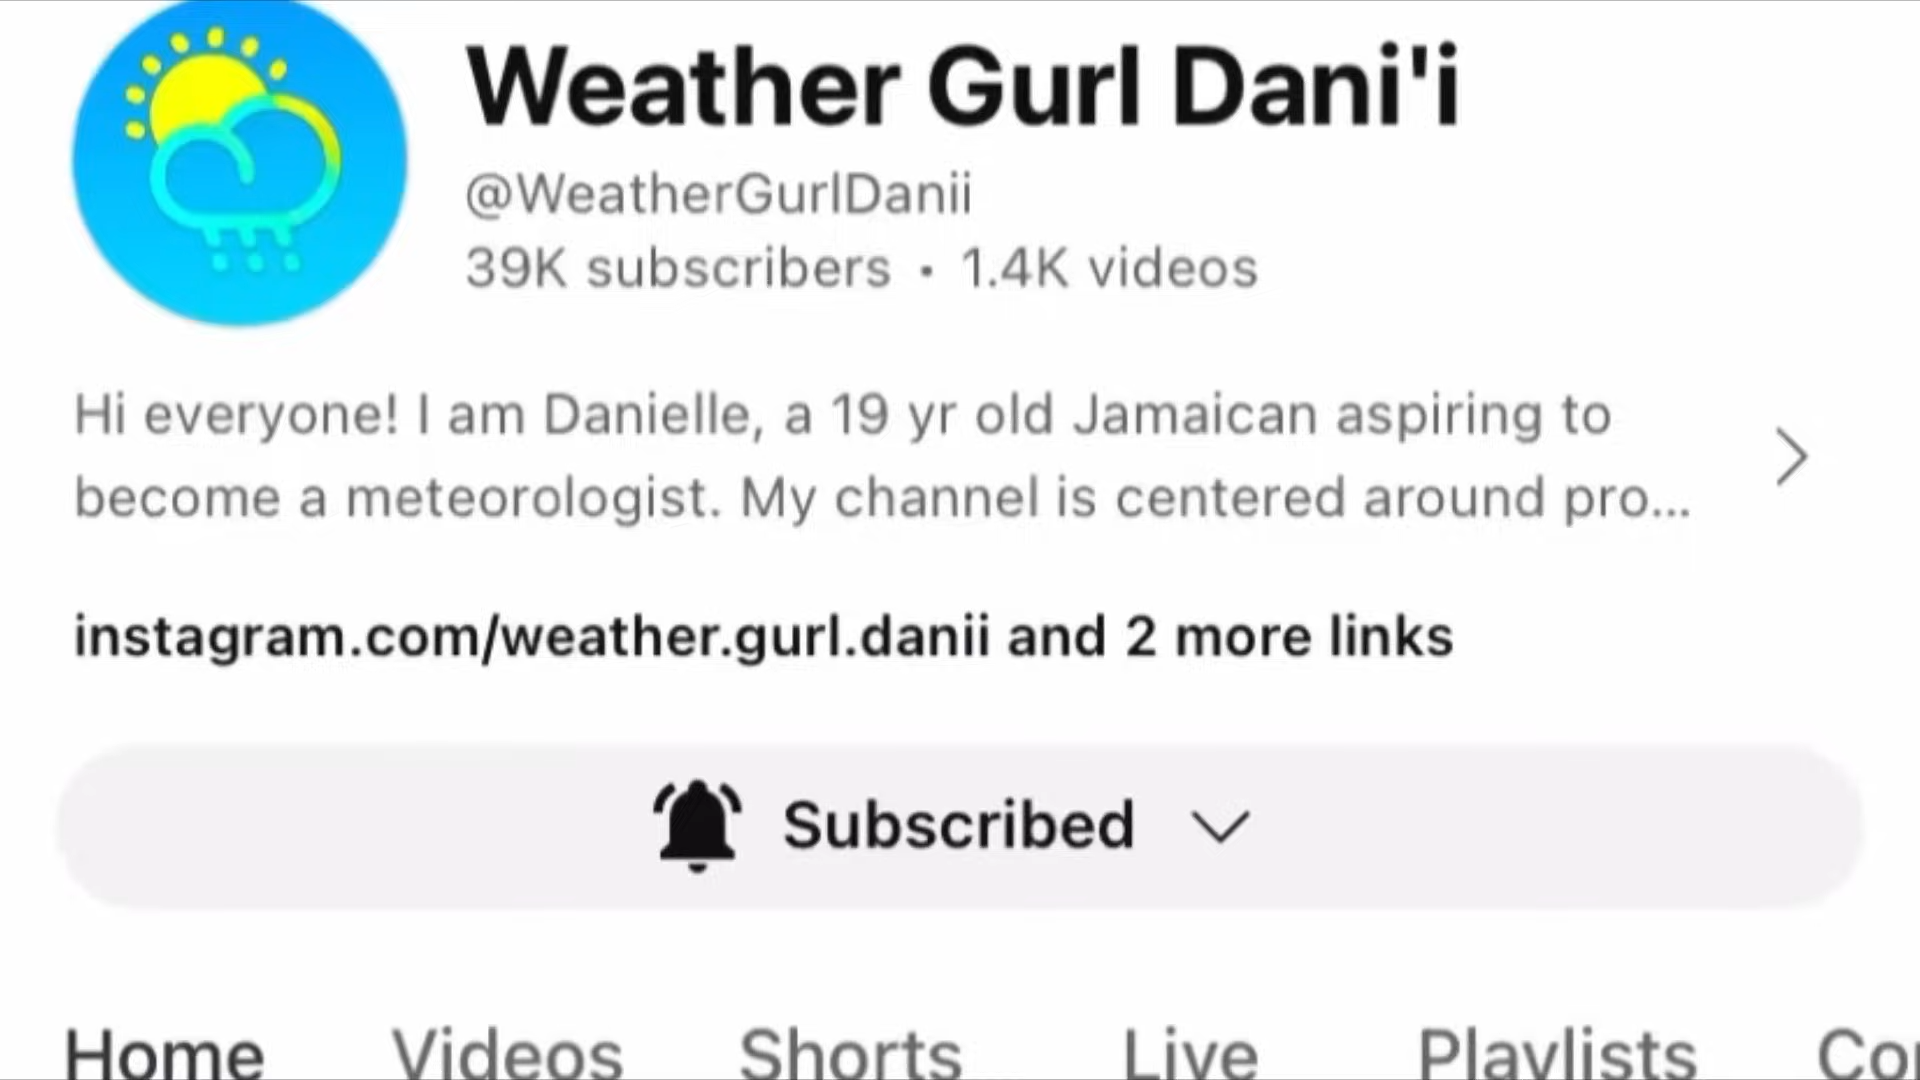 Weather Gurl Dani'i
@WeatherGurlDanii
39K subscribers • 1.4K videos
Hi everyone! I am Danielle, a 19 yr old Jamaican aspiring to
become a meteorologist. My channel is centered around pro...
instagram.com/weather.gurl.danii and 2 more links
Subscribed
Home Videos Shorts Live Playlists